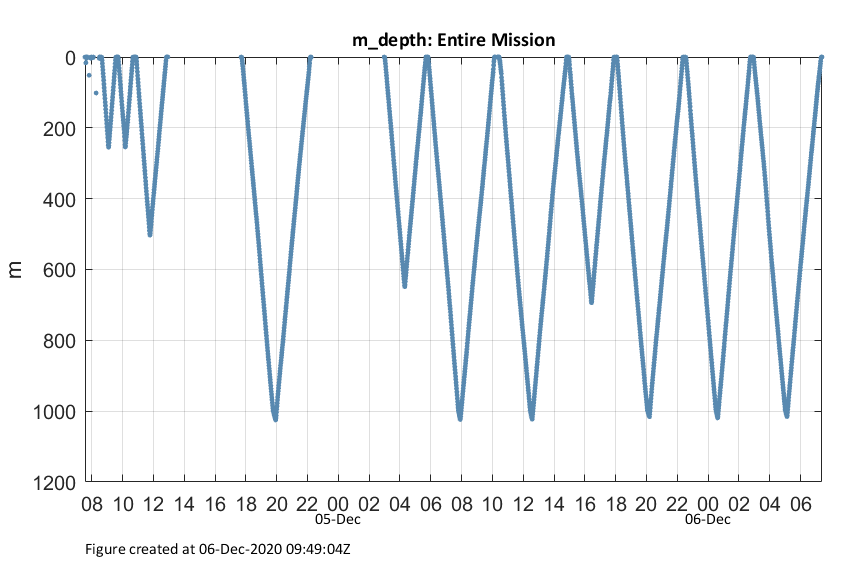 m_depth: Entire Mission
0
200
400
600
800
1000
1200
m
08 10 12 14 16 18 20 22 00 02 04 06 08 10 12 14 16 18 20 22 00 02 04 06
05-Dec 06-Dec
Figure created at 06-Dec-2020 09:49:04Z